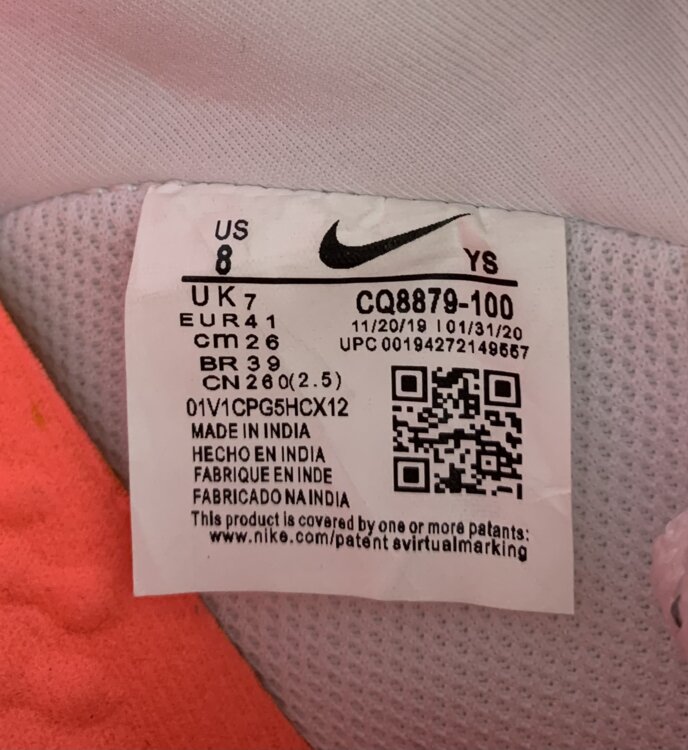 US
8
YS
UK 7
EUR 41
cm 26
BR 39
CN 260(2.5)
CQ8879-100
11/20/19 | 01/31/20
UPC 00194272149557
01V1CPG5HCX12
MADE IN INDIA
HECHO EN INDIA
FABRIQUE EN INDE
FABRICADO NA INDIA
This product is covered by one or more patants:
www.nike.com/patent svirtualmarking